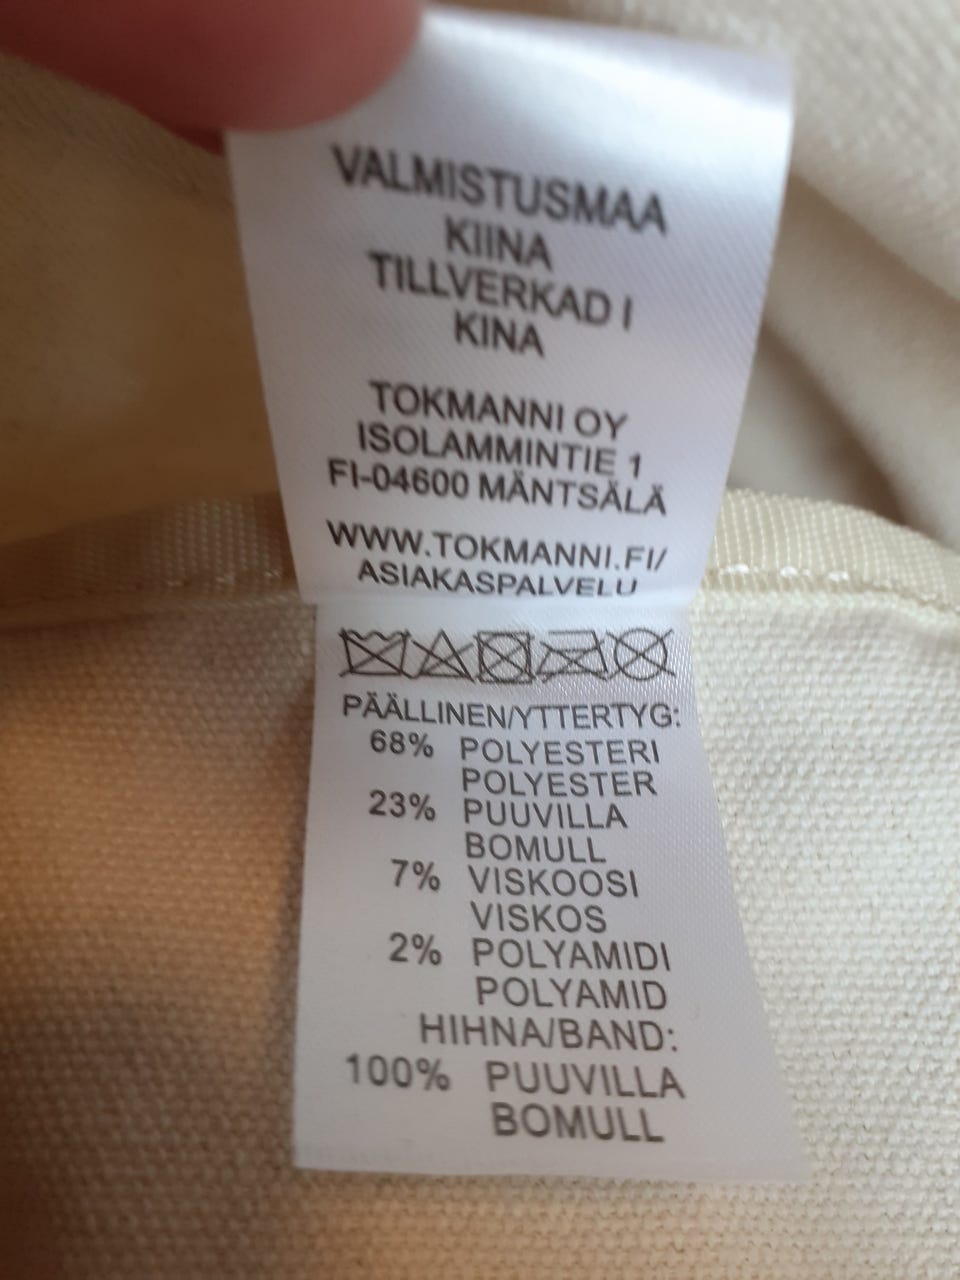 VALMISTUSMAA
KIINA
TILLVERKAD I
KINA
TOKMANNI OY
ISOLAMMINTIE 1
FI-04600 MÄNTSÄLÄ
WWW.TOKMANNI.FI/
ASIAKASPALVELU
PÄÄLLINEN/YTTERTYG:
68% POLYESTERI
POLYESTER
23% PUUVILLA
BOMULL
7% VISKOOSI
VISKOS
2% POLYAMIDI
POLYAMID
HIHNA/BAND:
100% PUUVILLA
BOMULL